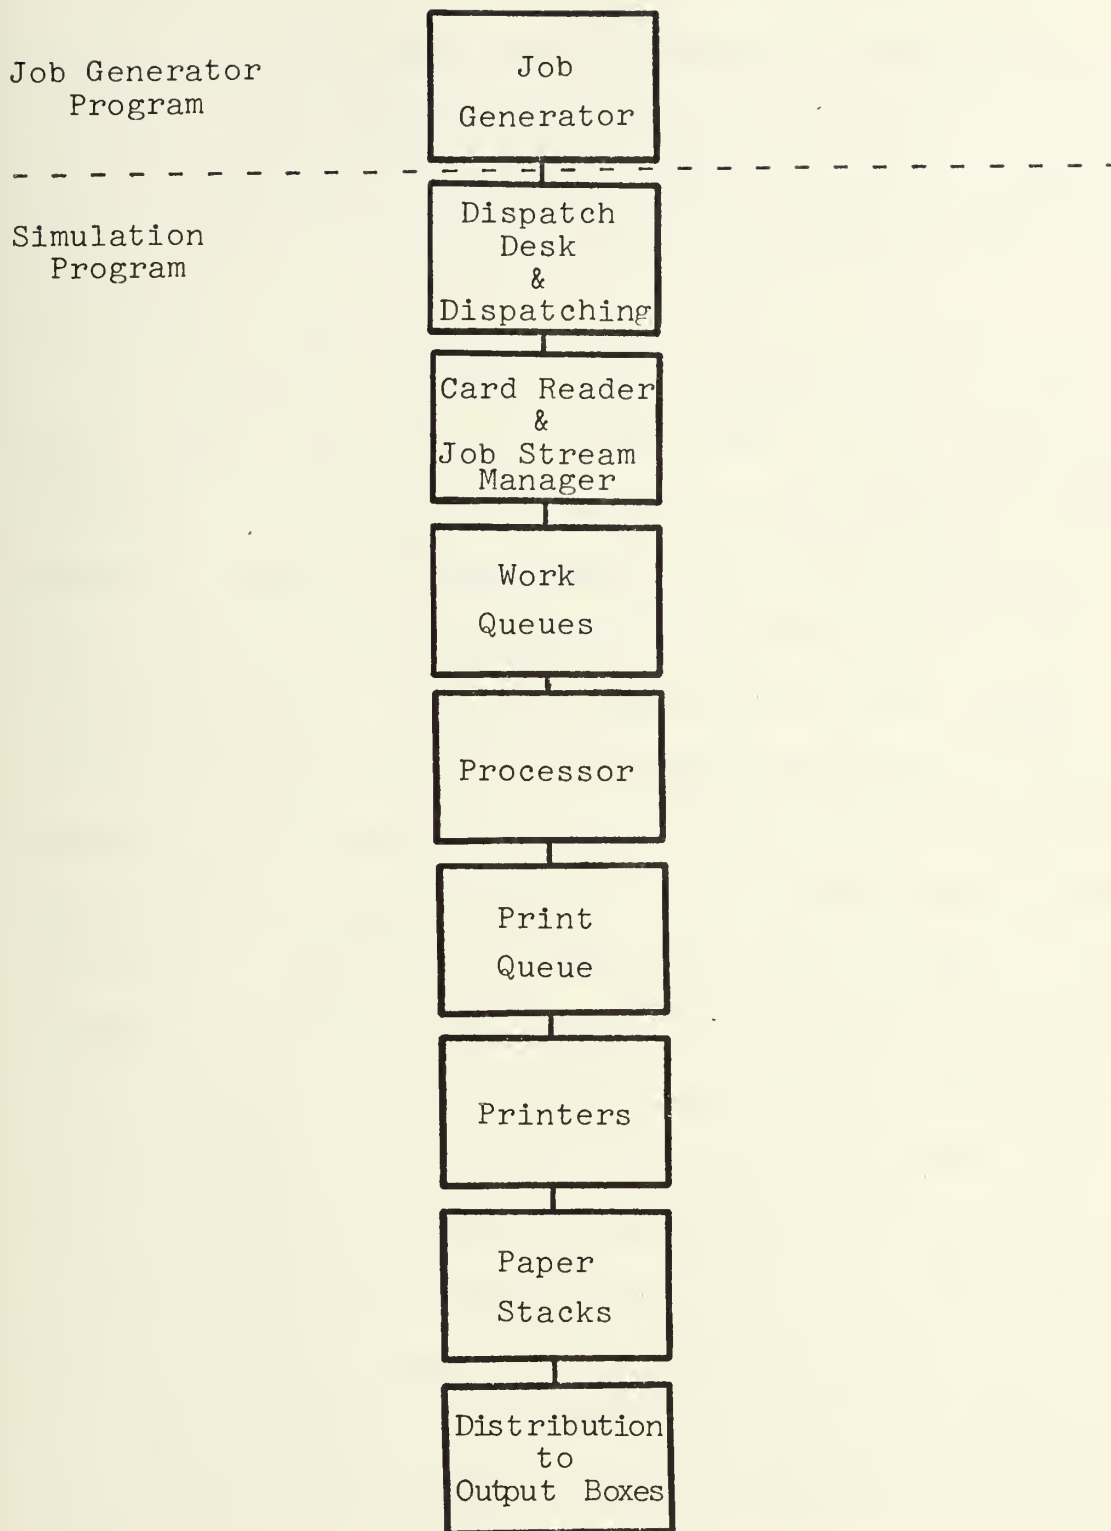 Job Generator
Program
Job
Generator
Simulation
Program
Dispatch
Desk
&
Dispatching
Card Reader
&
Job Stream
Manager
Work
Queues
Processor
Print
Queue
Printers
Paper
Stacks
Distribution
to
Output Boxes